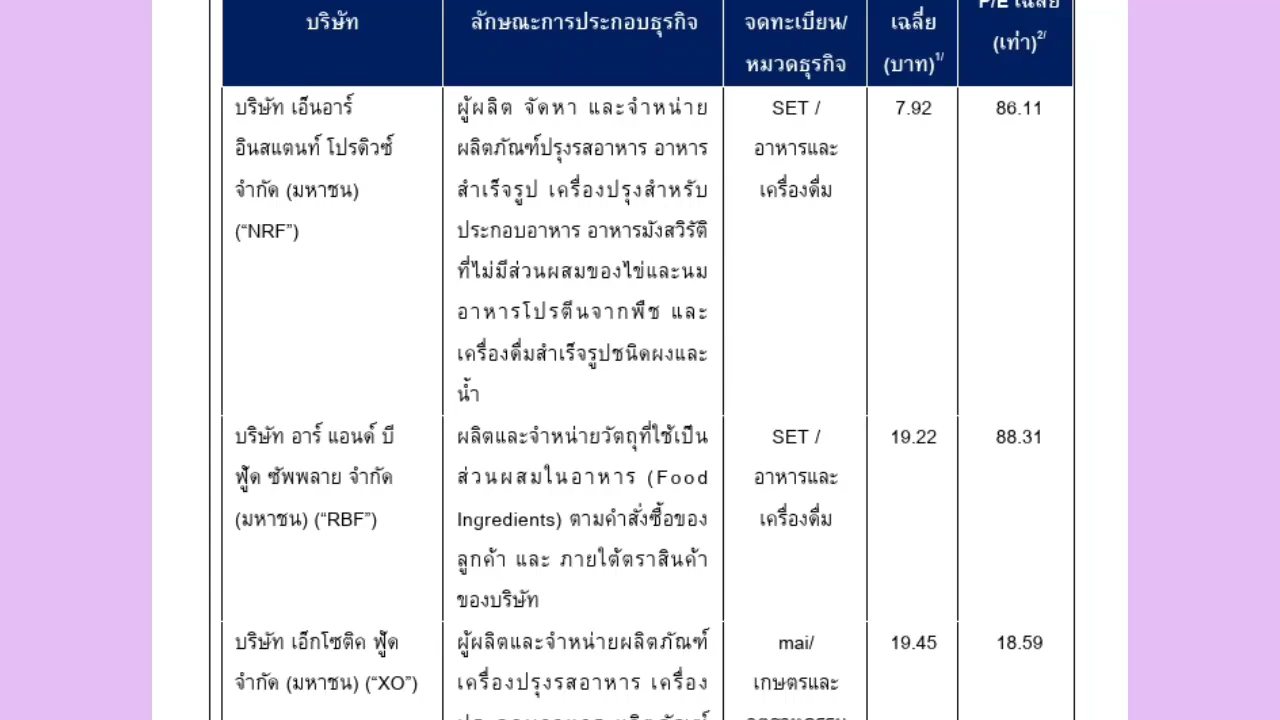 บริษัท
ลักษณะการประกอบธุรกิจ
จดทะเบียน/
หมวดธุรกิจ
เฉลี่ย
(บาท)1/
P/E เฉลี่ย
(เท่า)2/
บริษัท เอ็นอาร์
อินสแตนท์ โปรดิวซ์
จำกัด (มหาชน)
(“NRF”)
ผู้ผลิต จัดหา และจำหน่าย
ผลิตภัณฑ์ปรุงรสอาหาร อาหาร
สำเร็จรูป เครื่องปรุงสำหรับ
ประกอบอาหาร อาหารมังสวิรัติ
ที่ไม่มีส่วนผสมของไข่และนม
อาหารโปรตีนจากพืช และ
เครื่องดื่มสำเร็จรูปชนิดผงและ
น้ำ
SET /
อาหารและ
เครื่องดื่ม
7.92
86.11
บริษัท อาร์ แอนด์ บี
ฟู้ด ซัพพลาย จำกัด
(มหาชน) (“RBF”)
ผลิตและจำหน่ายวัตถุที่ใช้เป็น
ส่วนผสมในอาหาร (Food
Ingredients) ตามคำสั่งซื้อของ
ลูกค้า และ ภายใต้ตราสินค้า
ของบริษัท
SET /
อาหารและ
เครื่องดื่ม
19.22
88.31
บริษัท เอ็กโซติค ฟู้ด
จำกัด (มหาชน) (“XO”)
ผู้ผลิตและจำหน่ายผลิตภัณฑ์
เครื่องปรุงรสอาหาร เครื่อง
mai/
เกษตรและ
19.45
18.59